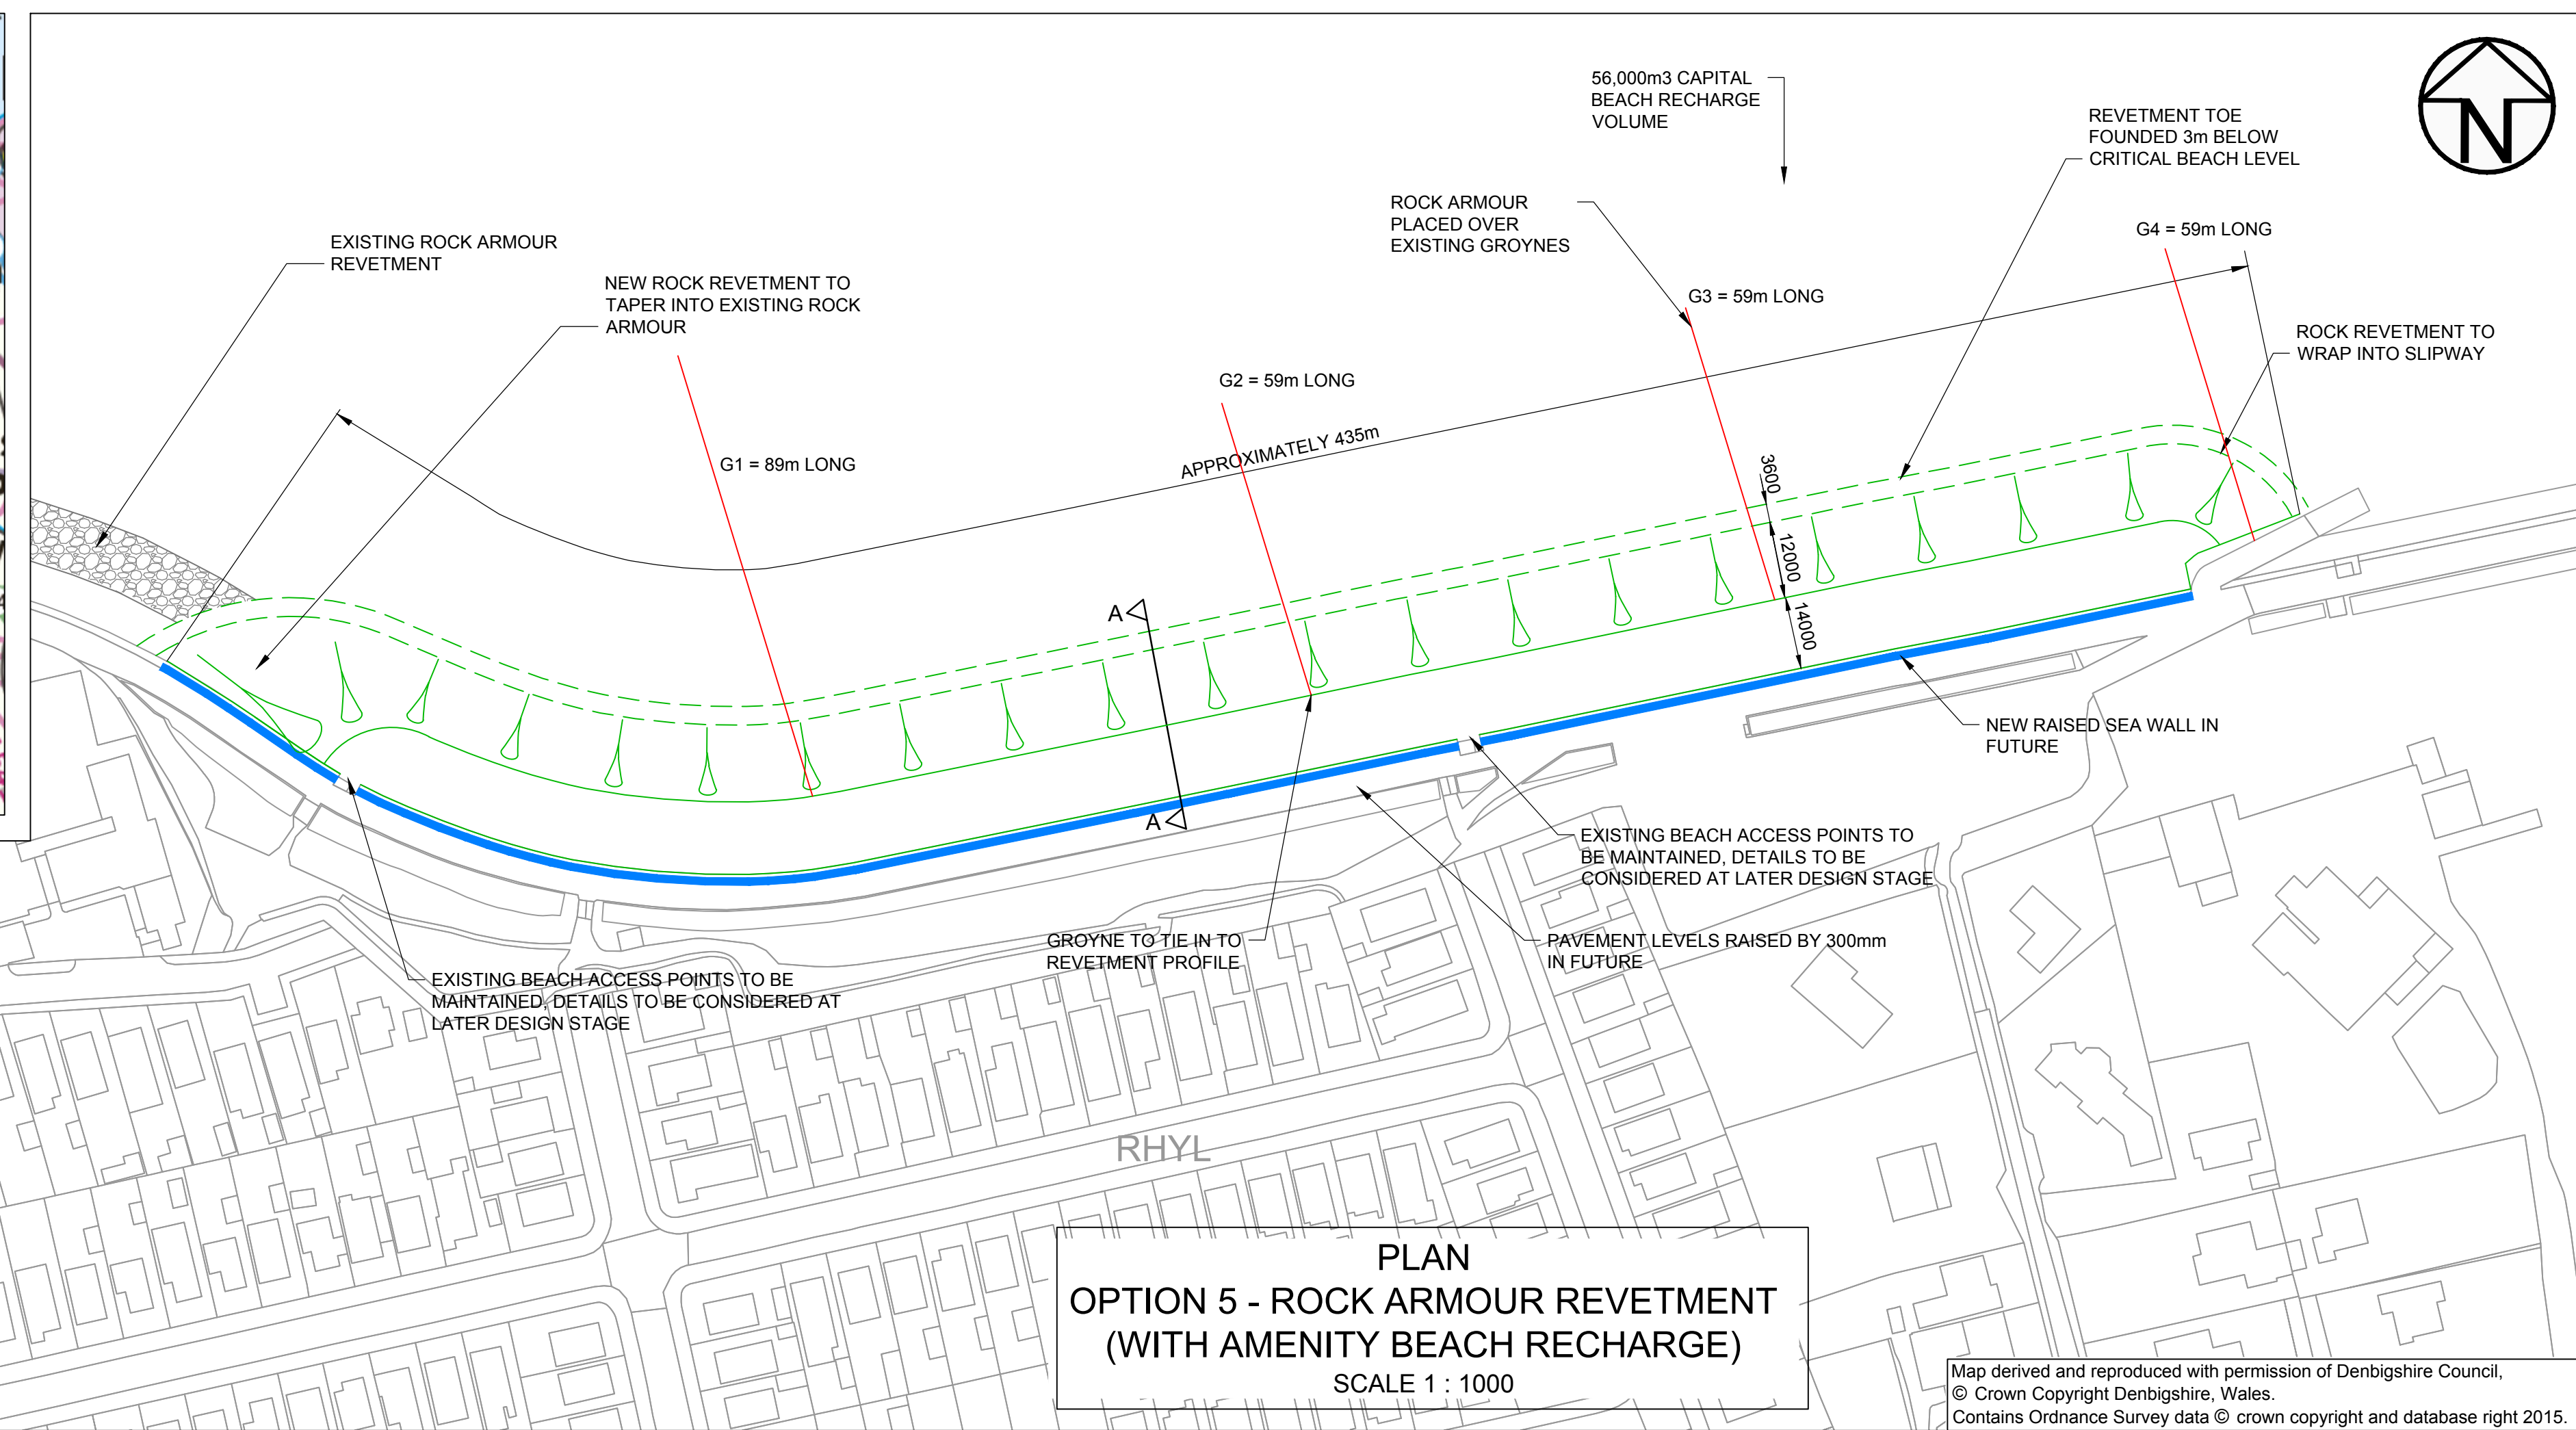 56,000m3 CAPITAL
BEACH RECHARGE
VOLUME
N
REVETMENT TOE
FOUNDED 3m BELOW
CRITICAL BEACH LEVEL
ROCK ARMOUR
PLACED OVER
EXISTING GROYNES
G4 = 59m LONG
EXISTING ROCK ARMOUR
REVETMENT
NEW ROCK REVETMENT TO
TAPER INTO EXISTING ROCK
ARMOUR
G3 = 59m LONG
ROCK REVETMENT TO
WRAP INTO SLIPWAY
G2 = 59m LONG
APPROXIMATELY 435m
G1 = 89m LONG
3600
12000
14000
A
A
NEW RAISED SEA WALL IN
FUTURE
EXISTING BEACH ACCESS POINTS TO
BE MAINTAINED, DETAILS TO BE
CONSIDERED AT LATER DESIGN STAGE
GROYNE TO TIE IN TO
REVETMENT PROFILE
PAVEMENT LEVELS RAISED BY 300mm
IN FUTURE
EXISTING BEACH ACCESS POINTS TO BE
MAINTAINED, DETAILS TO BE CONSIDERED AT
LATER DESIGN STAGE
RHYL
PLAN
OPTION 5 - ROCK ARMOUR REVETMENT
(WITH AMENITY BEACH RECHARGE)
SCALE 1 : 1000
Map derived and reproduced with permission of Denbigshire Council,
© Crown Copyright Denbigshire, Wales.
Contains Ordnance Survey data © crown copyright and database right 2015.